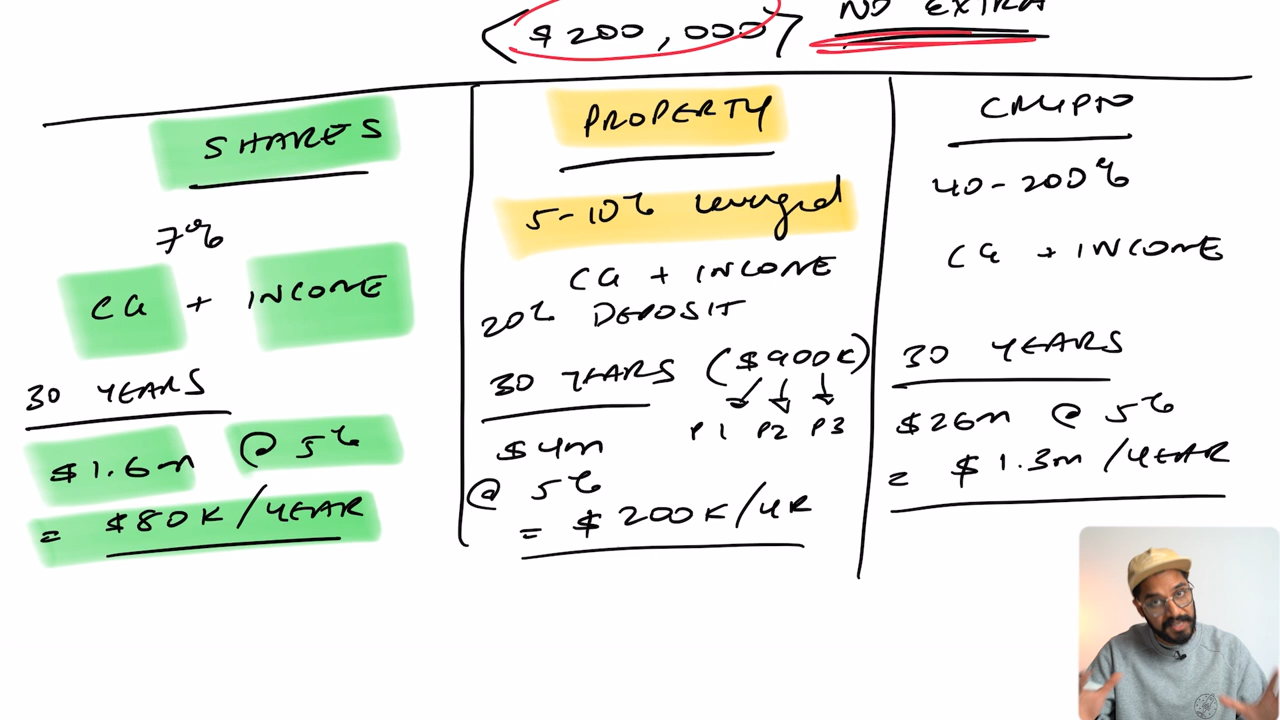 $200,000
NO EXTRA
SHARES
7%
CG + INCOME
30 YEARS
$1.6m @ 5%
= $80K/YEAR
PROPERTY
5-10% leveraged
CG + INCOME
20% DEPOSIT
30 YEARS ($900K)
P1 P2 P3
$4m
@ 5%
= $200K/YR
CRYPTO
40-200%
CG + INCOME
30 YEARS
$26m @ 5%
= $1.3m/YEAR